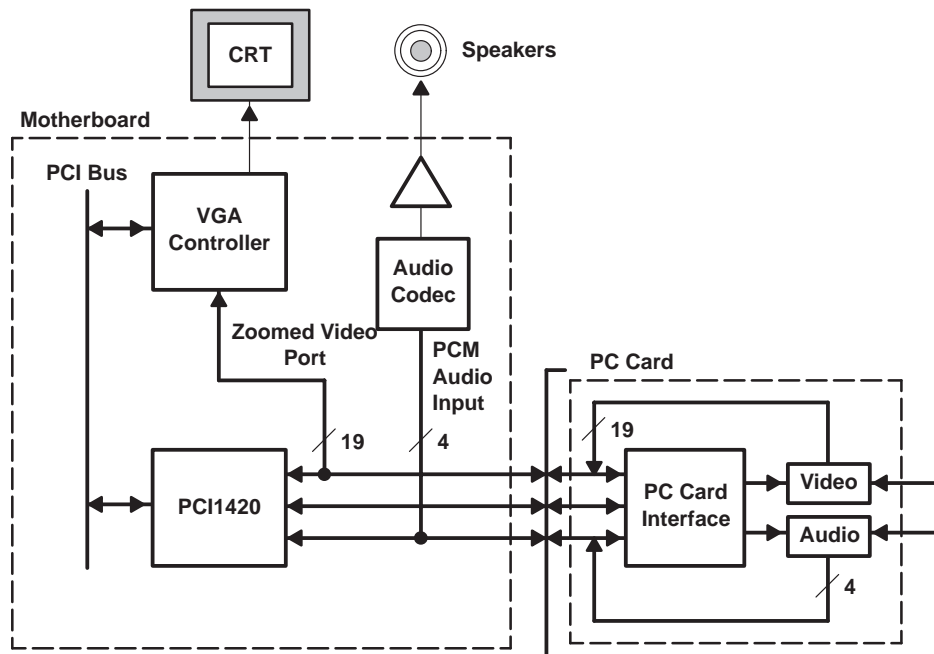 CRT
Speakers
Motherboard
PCI Bus
VGA
Controller
Audio
Codec
Zoomed Video
Port
PCM
Audio
Input
PC Card
19
4
19
PCI1420
PC Card
Interface
Video
Audio
4